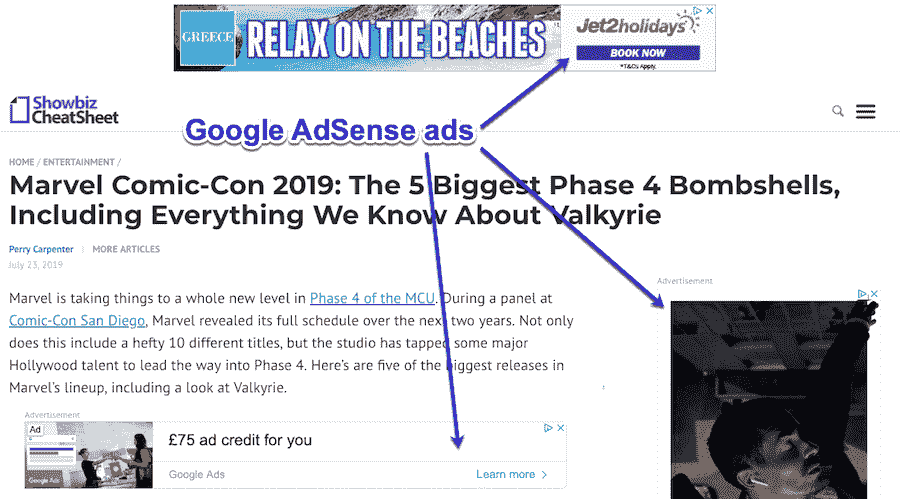 GREECE
RELAX ON THE BEACHES
Jet2holidays
BOOK NOW
*T&Cs Apply.
Showbiz
CheatSheet
Google AdSense ads
HOME / ENTERTAINMENT /
Marvel Comic-Con 2019: The 5 Biggest Phase 4 Bombshells,
Including Everything We Know About Valkyrie
Perry Carpenter | MORE ARTICLES
July 23, 2019
Marvel is taking things to a whole new level in Phase 4 of the MCU. During a panel at
Comic-Con San Diego, Marvel revealed its full schedule over the next two years. Not only
does this include a hefty 10 different titles, but the studio has tapped some major
Hollywood talent to lead the way into Phase 4. Here's are five of the biggest releases in
Marvel's lineup, including a look at Valkyrie.
Advertisement
Advertisement
Ad
£75 ad credit for you
Google Ads
Google Ads
Learn more >